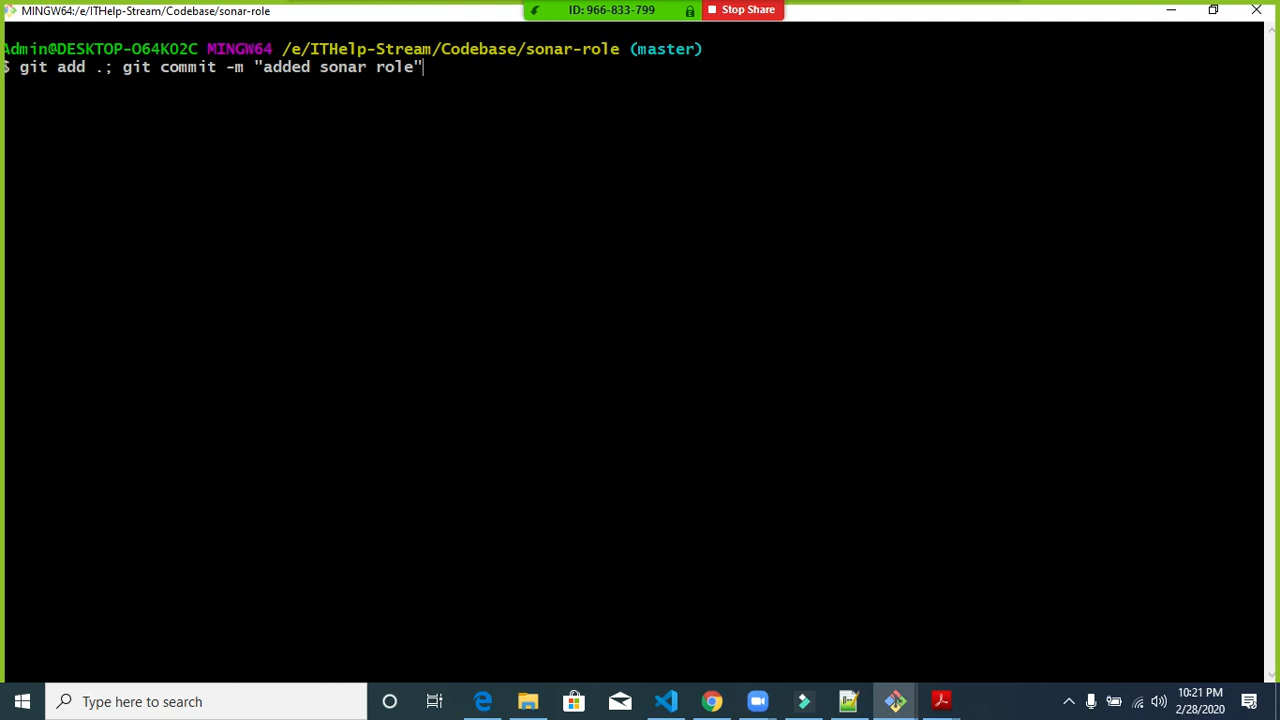 MINGW64:/e/ITHelp-Stream/Codebase/sonar-role
ID: 966-833-799
Stop Share
Admin@DESKTOP-O64KO2C MINGW64 /e/ITHelp-Stream/Codebase/sonar-role (master)
$ git add .; git commit -m "added sonar role"
Type here to search
10:21 PM
2/28/2020